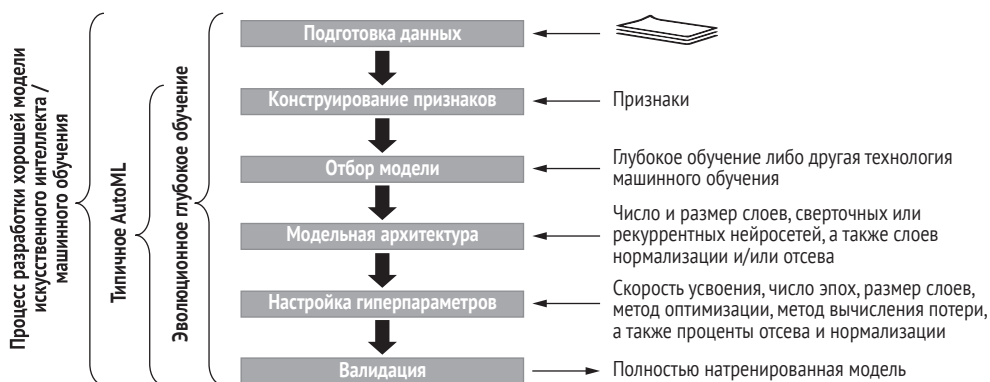 Процесс разработки хорошей модели
искусственного интеллекта /
машинного обучения
Типичное AutoML
Эволюционное глубокое обучение
Подготовка данных
Конструирование признаков
Признаки
Отбор модели
Глубокое обучение либо другая технология
машинного обучения
Модельная архитектура
Число и размер слоев, сверточных или
рекуррентных нейросетей, а также слоев
нормализации и/или отсева
Настройка гиперпараметров
Скорость усвоения, число эпох, размер слоев,
метод оптимизации, метод вычисления потери,
а также проценты отсева и нормализации
Валидация
Полностью натренированная модель